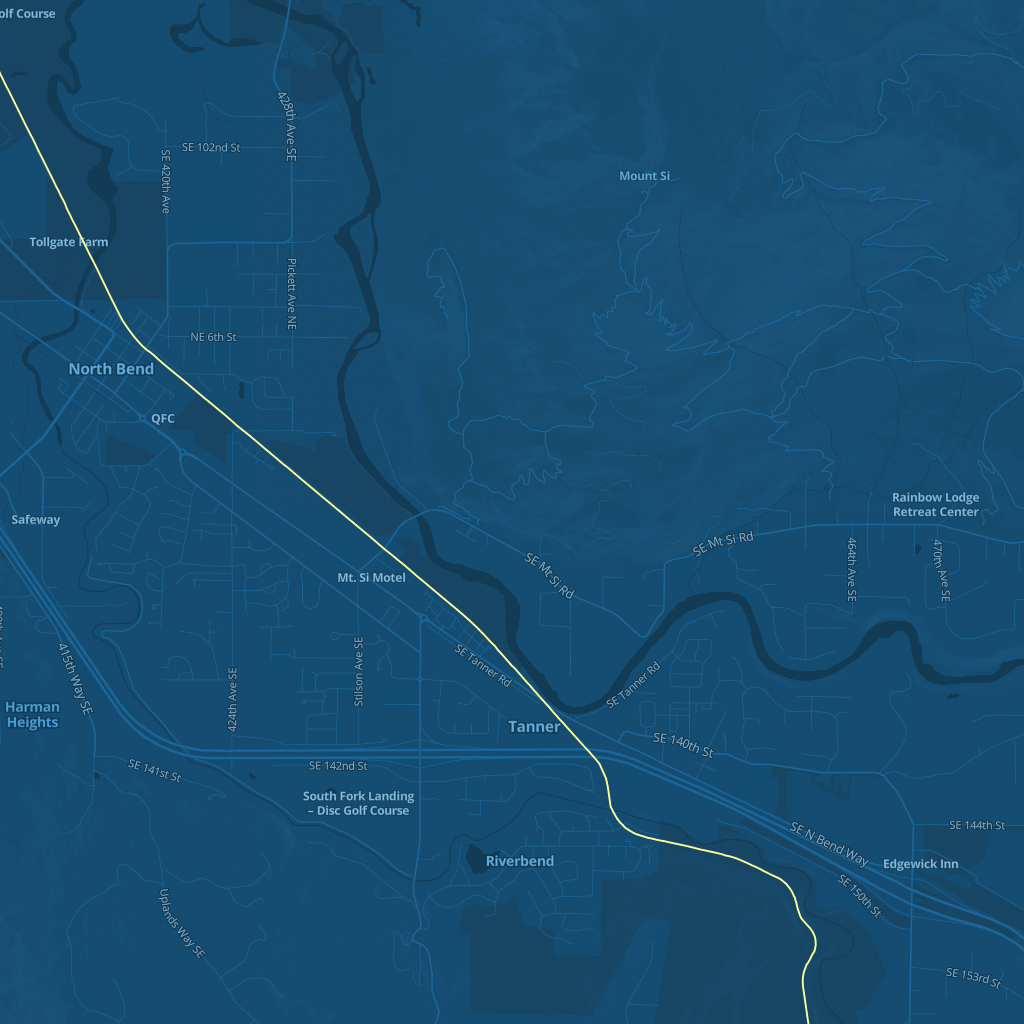 olf Course
428th Ave SE
SE 102nd St
SE 420th Ave
Mount Si
Tollgate Farm
Pickett Ave NE
NE 6th St
North Bend
QFC
Rainbow Lodge
Retreat Center
Safeway
SE Mt Si Rd
SE Mt Si Rd
464th Ave SE
Mt. Si Motel
415th Way SE
424th Ave SE
Stilson Ave SE
SE Tanner Rd
SE Tanner Rd
Harman
Heights
Tanner
SE 140th St
SE 141st St
SE 142nd St
South Fork Landing
– Disc Golf Course
SE N Bend Way
SE 144th St
Riverbend
Edgewick Inn
SE 150th St
Uplands Way SE
SE 153rd St